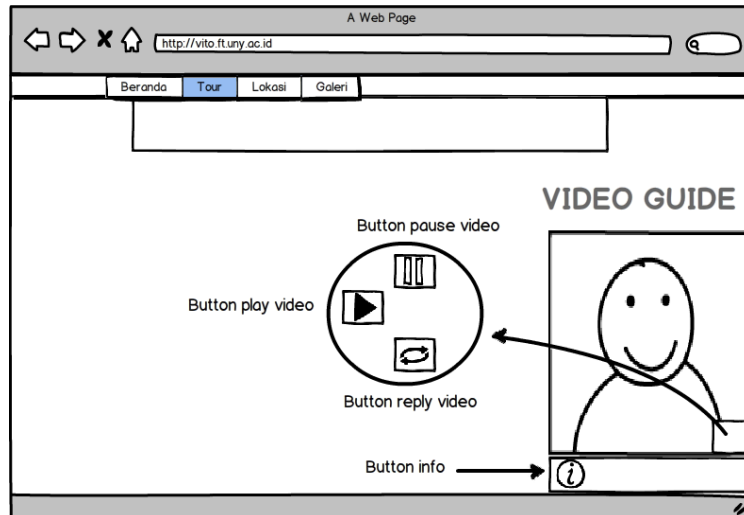 A Web Page
http://vito.ft.uny.ac.id
Beranda Tour Lokasi Galeri
VIDEO GUIDE
Button pause video
Button play video
Button reply video
Button info
i